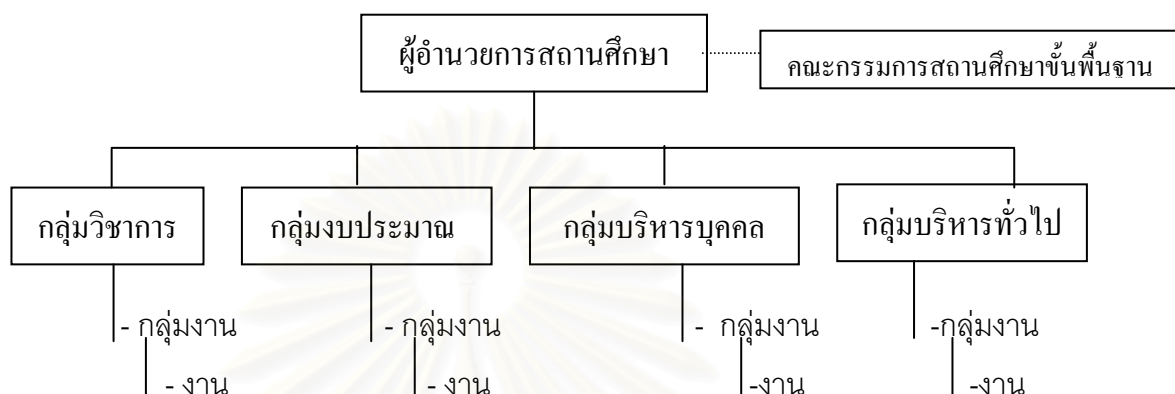 ผู้อำนวยการสถานศึกษา
คณะกรรมการสถานศึกษาขั้นพื้นฐาน
กลุ่มวิชาการ
กลุ่มงบประมาณ
กลุ่มบริหารบุคคล
กลุ่มบริหารทั่วไป
- กลุ่มงาน
- กลุ่มงาน
- กลุ่มงาน
-กลุ่มงาน
- งาน
- งาน
-งาน
-งาน